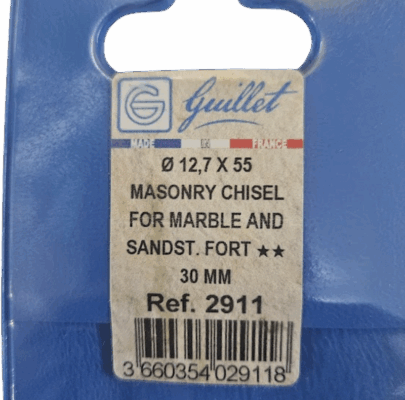 G Guillet
MADE IN FRANCE
Ø 12,7 X 55
MASONRY CHISEL
FOR MARBLE AND
SANDST. FORT ★★
30 MM
Ref. 2911
3 660354 029118